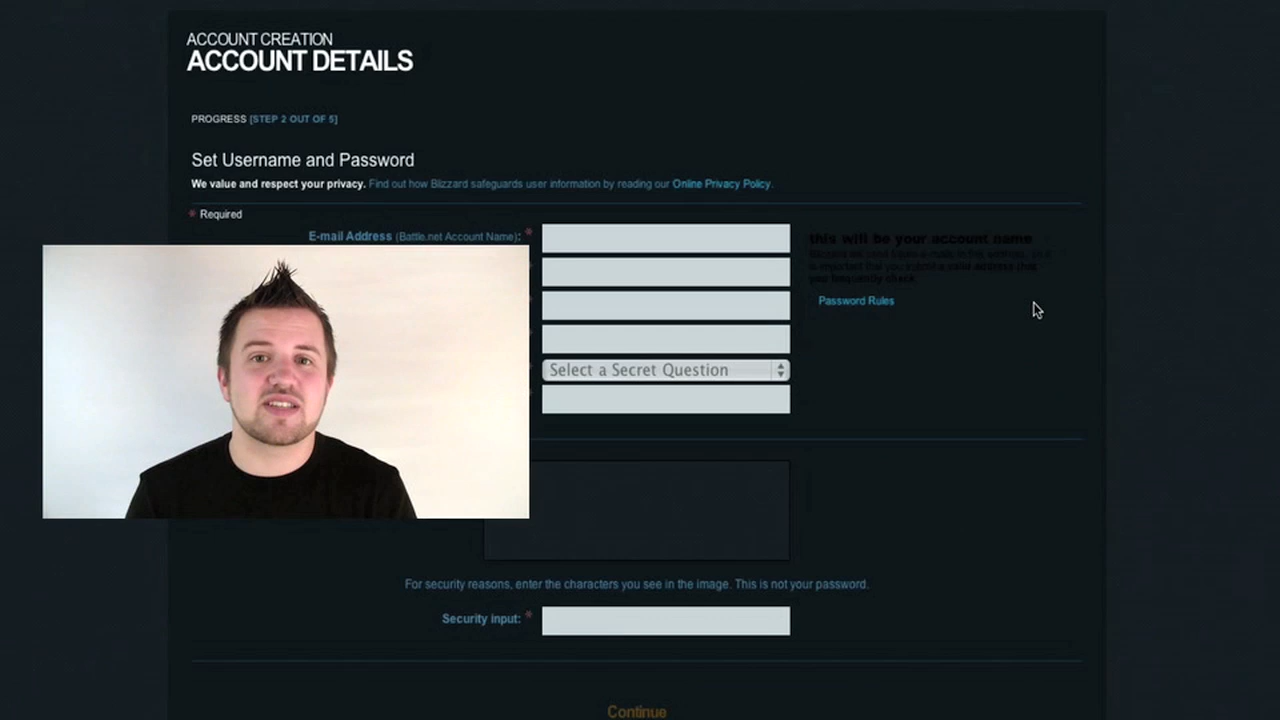 ACCOUNT CREATION
ACCOUNT DETAILS
PROGRESS [STEP 2 OUT OF 5]
Set Username and Password
We value and respect your privacy. Find out how Blizzard safeguards user information by reading our Online Privacy Policy.
* Required
E-mail Address (Battle.net Account Name): *
this will be your account name
Password Rules
Select a Secret Question
For security reasons, enter the characters you see in the image. This is not your password.
Security input: *
Continue